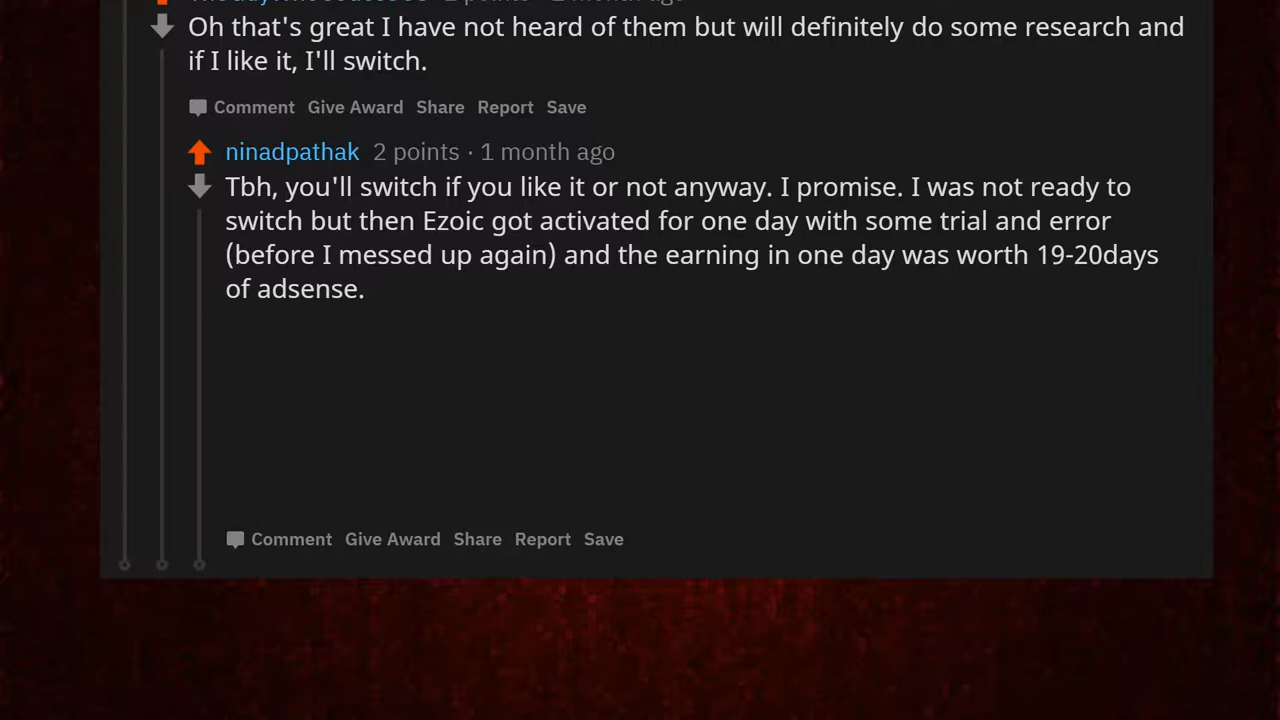 Oh that's great I have not heard of them but will definitely do some research and
if I like it, I'll switch.
Comment Give Award Share Report Save
ninadpathak 2 points · 1 month ago
Tbh, you'll switch if you like it or not anyway. I promise. I was not ready to
switch but then Ezoic got activated for one day with some trial and error
(before I messed up again) and the earning in one day was worth 19-20days
of adsense.
Comment Give Award Share Report Save